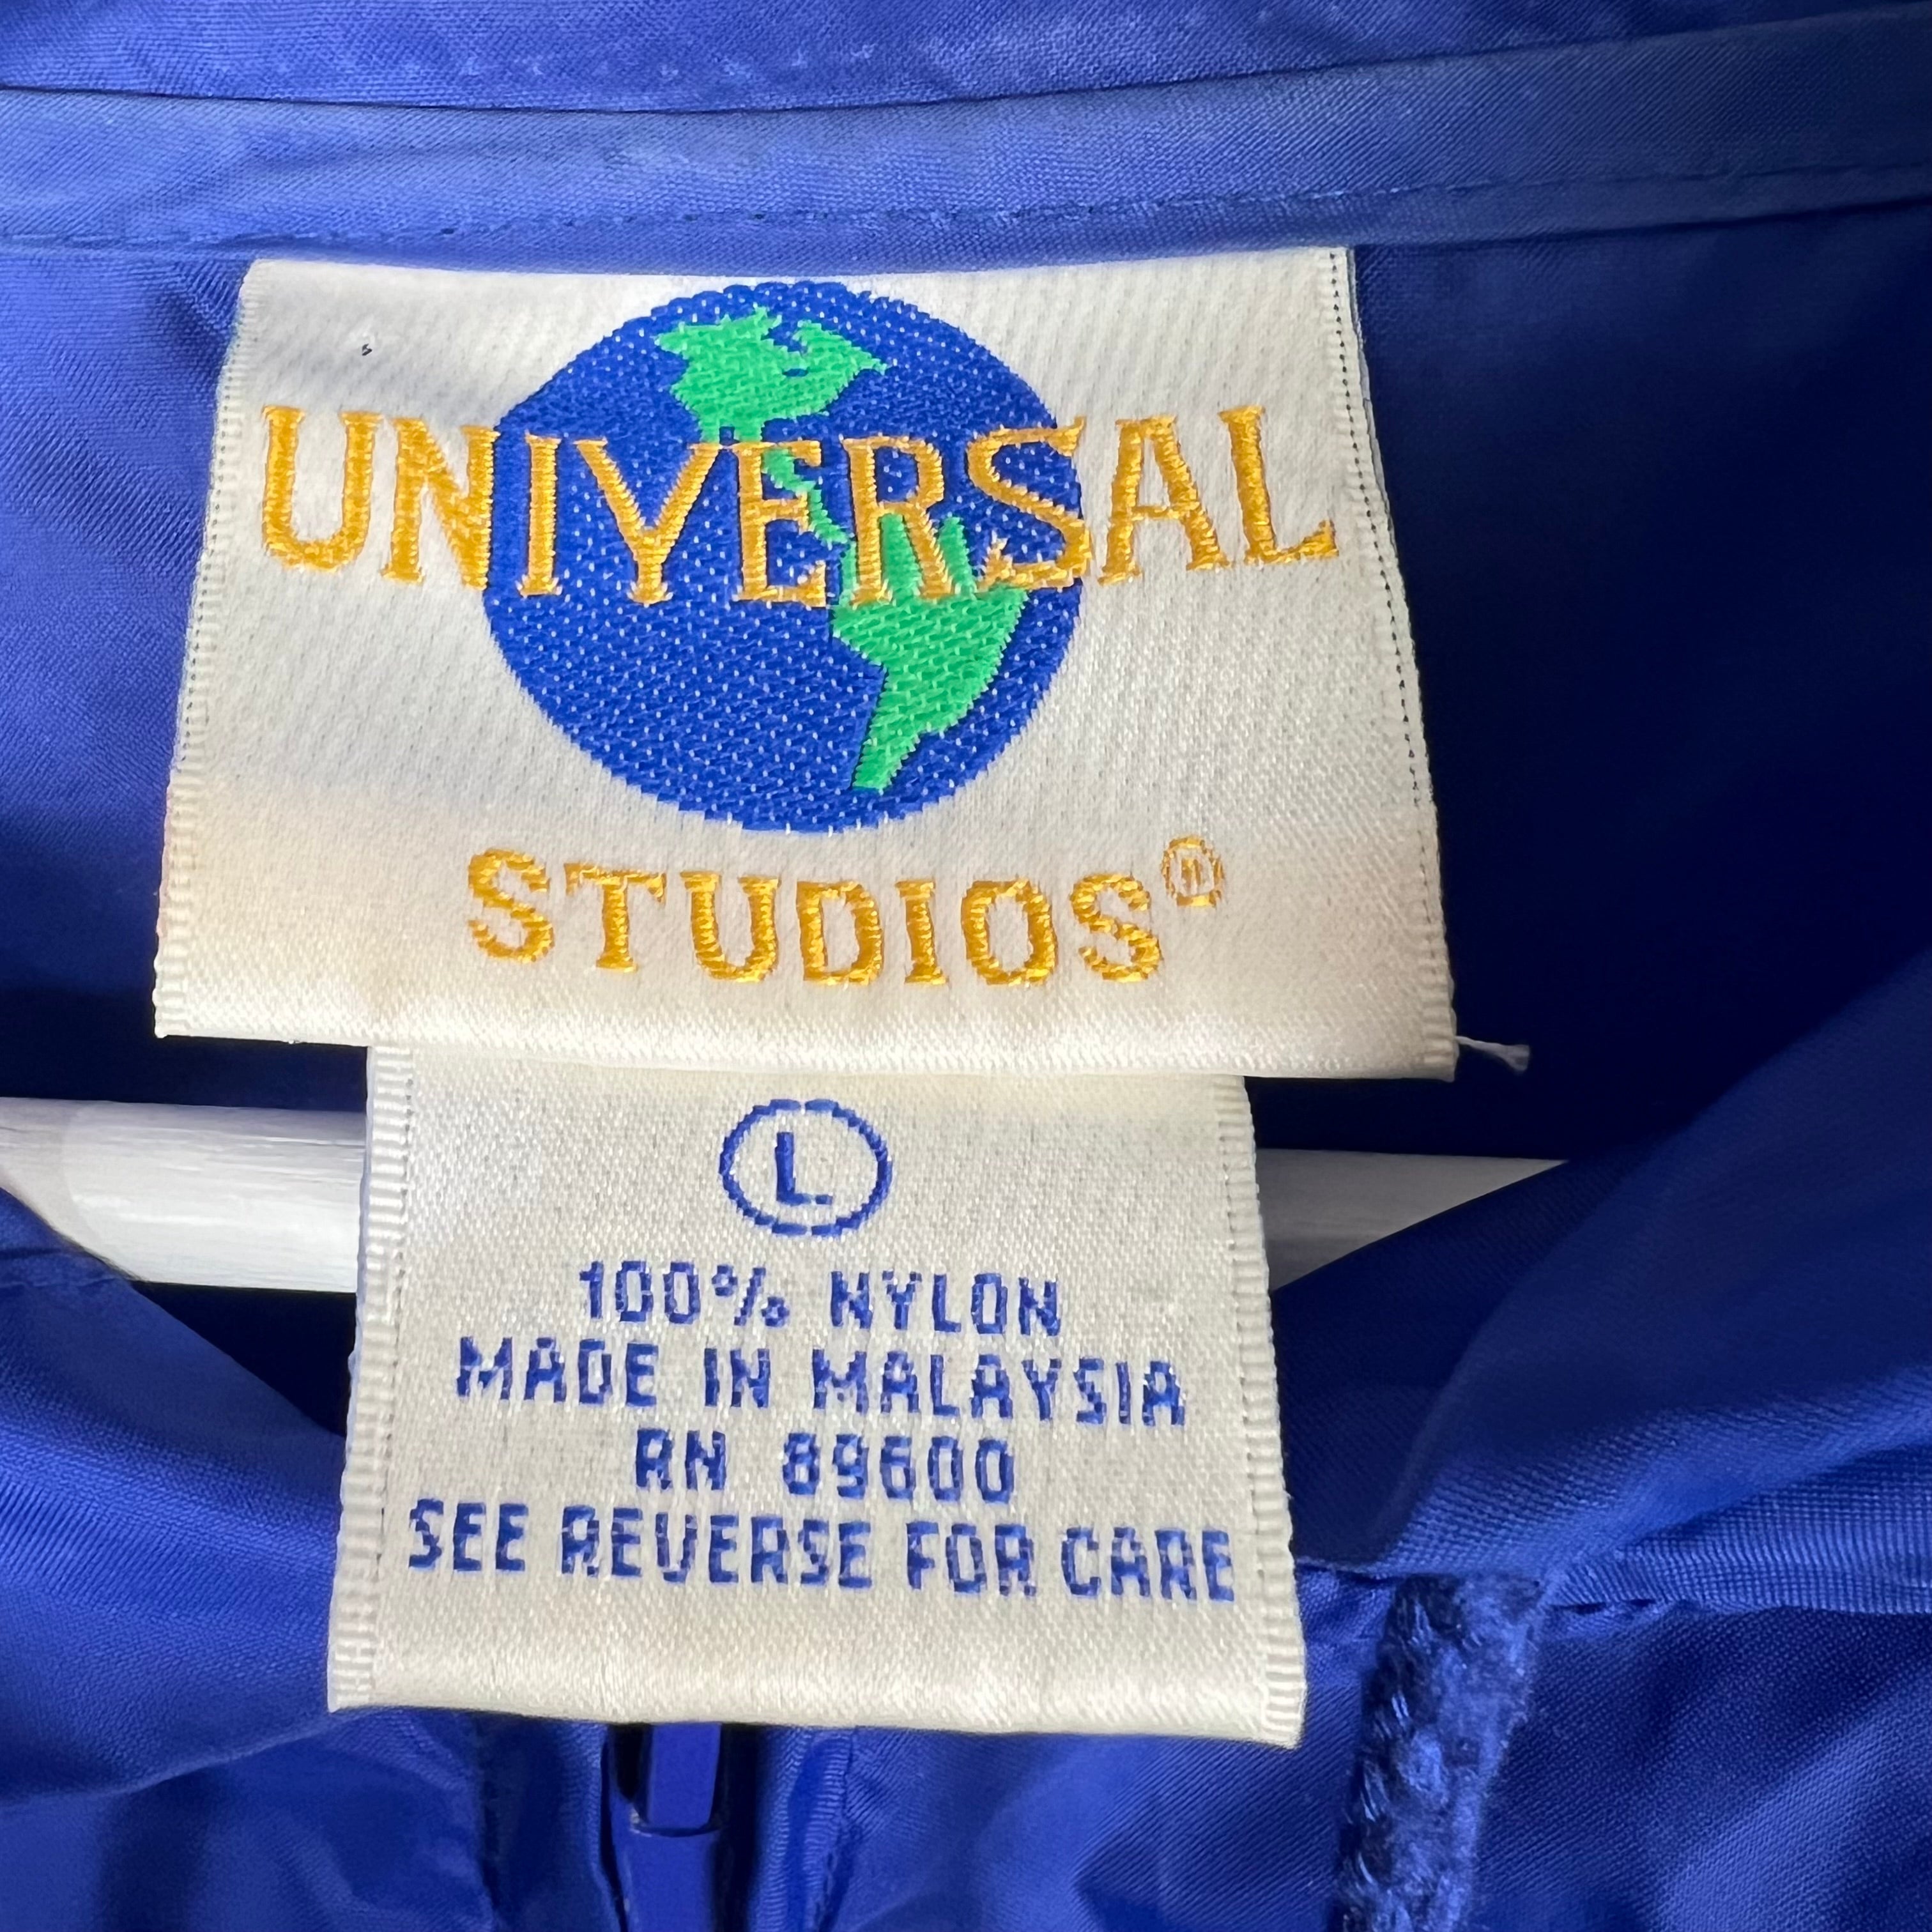 UNIVERSAL
STUDIOS®
L
100% NYLON
MADE IN MALAYSIA
RN 89600
SEE REVERSE FOR CARE